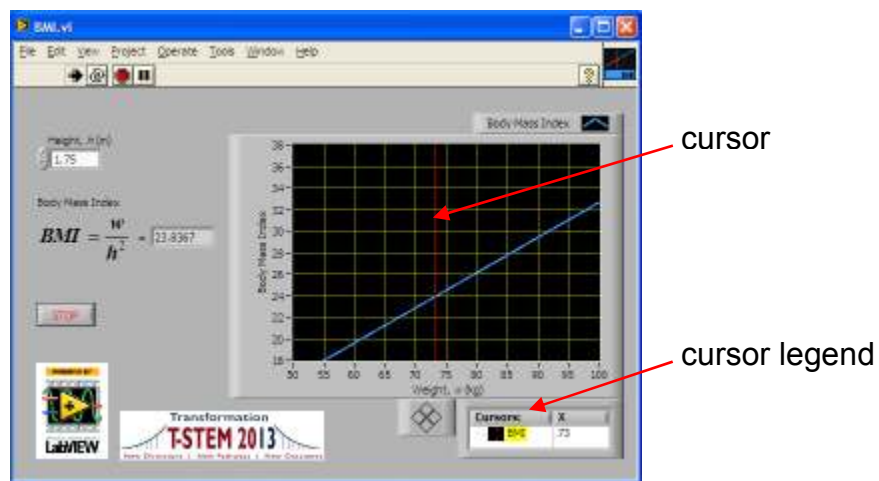 BMI.vi
File Edit View Project Operate Tools Window Help
Body Mass Index
cursor
Height, h (m)
1.75
Body Mass Index
BMI = w / h² = 23.8367
STOP
Body Mass Index
38
36
34
32
30
28
26
24
22
20
18
50 55 60 65 70 75 80 85 90 95 100
Weight, w (kg)
cursor legend
Cursors: X
BMI 73
LabVIEW
Transformation
T-STEM 2013